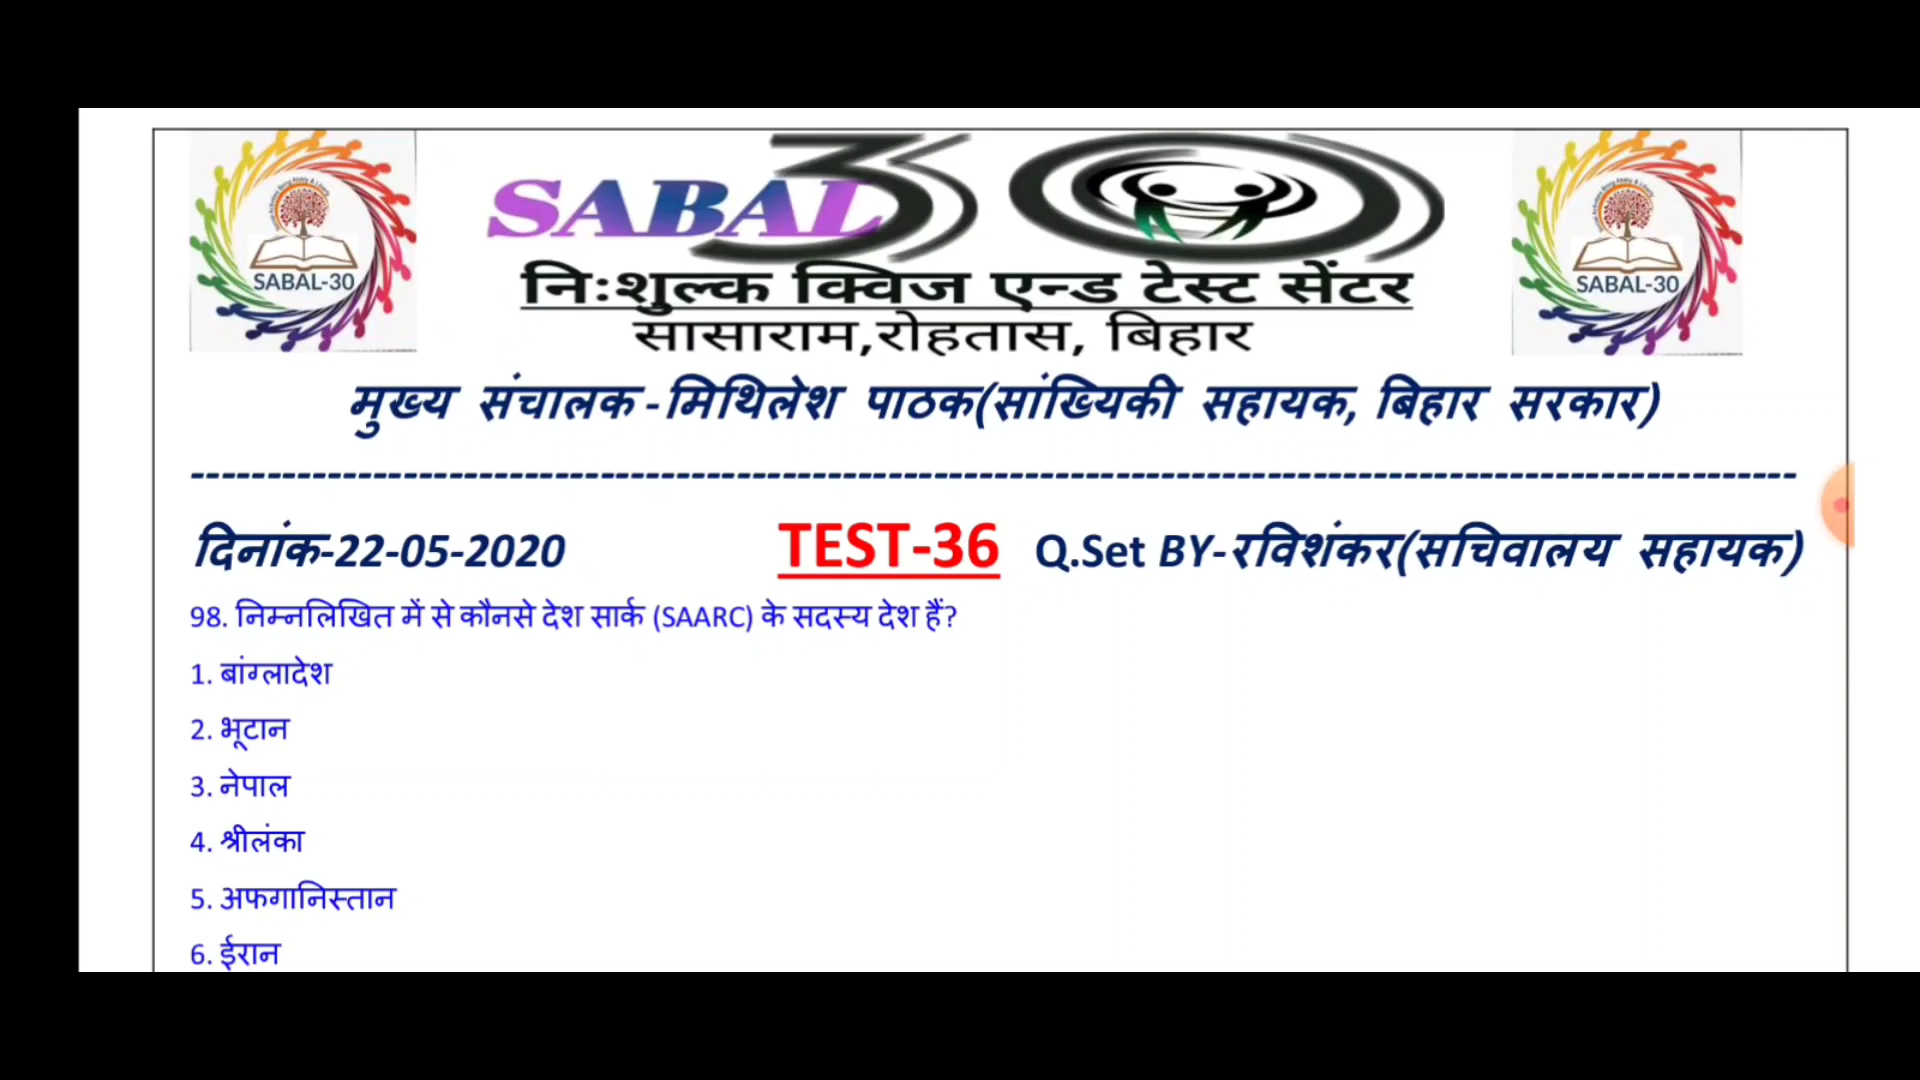 SABAL 30
SABAL-30
SABAL-30
निःशुल्क क्विज एन्ड टेस्ट सेंटर
सासाराम,रोहतास, बिहार
मुख्य संचालक-मिथिलेश पाठक(सांख्यिकी सहायक, बिहार सरकार)
दिनांक-22-05-2020 TEST-36 Q.Set BY-रविशंकर(सचिवालय सहायक)
98. निम्नलिखित में से कौनसे देश सार्क (SAARC) के सदस्य देश हैं?
1. बांग्लादेश
2. भूटान
3. नेपाल
4. श्रीलंका
5. अफगानिस्तान
6. ईरान